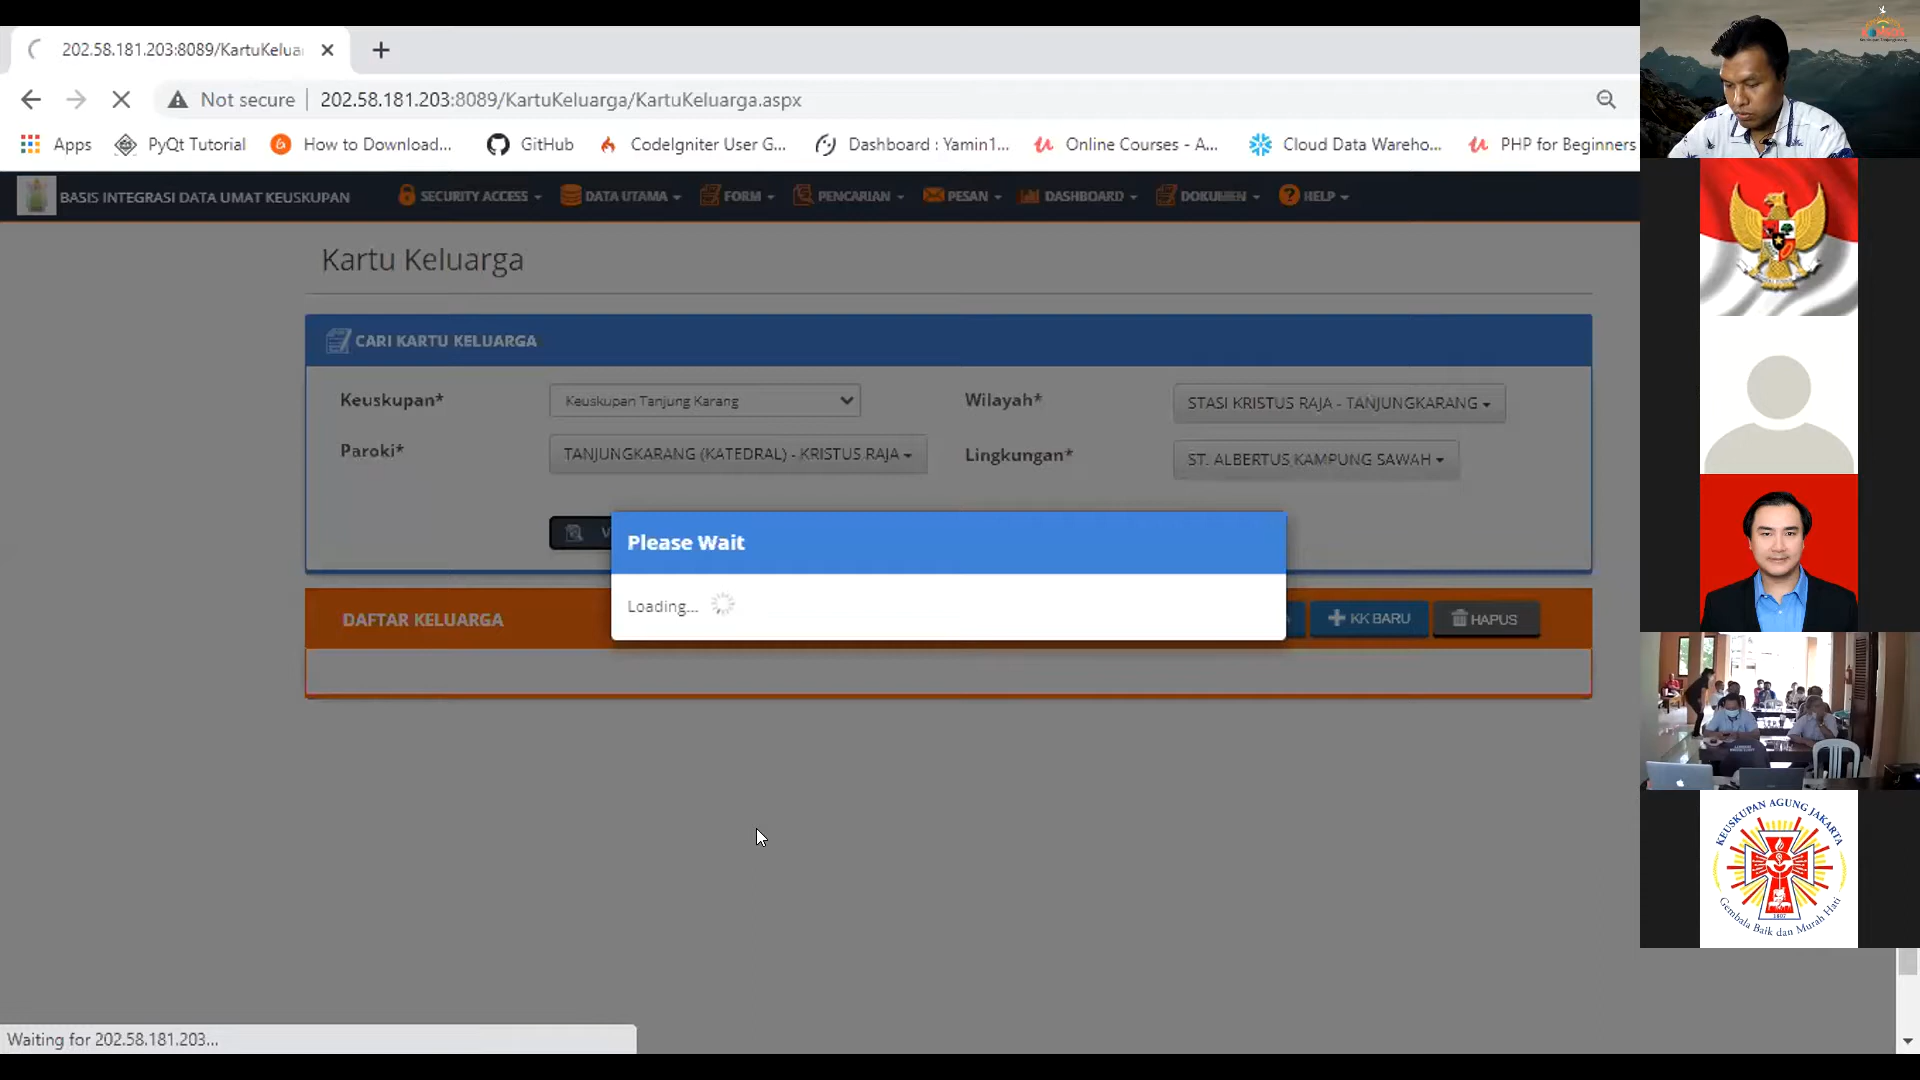 202.58.181.203:8089/KartuKeluar
Not secure 202.58.181.203:8089/KartuKeluarga/KartuKeluarga.aspx
Apps PyQt Tutorial How to Download... GitHub CodeIgniter User G... Dashboard : Yamin1... Online Courses - A... Cloud Data Wareho... PHP for Beginners
BASIS INTEGRASI DATA UMAT KEUSKUPAN SECURITY ACCESS DATA UTAMA FORM PENCARIAN PESAN DASHBOARD DOKUMEN HELP
Kartu Keluarga
CARI KARTU KELUARGA
Keuskupan* Keuskupan Tanjung Karang Wilayah* STASI KRISTUS RAJA - TANJUNGKARANG
Paroki* TANJUNGKARANG (KATEDRAL) - KRISTUS RAJA Lingkungan* ST. ALBERTUS KAMPUNG SAWAH
Please Wait
Loading...
DAFTAR KELUARGA KK BARU HAPUS
KEUSKUPAN AGUNG JAKARTA
1807
Gembala Baik dan Murah Hati
Waiting for 202.58.181.203...